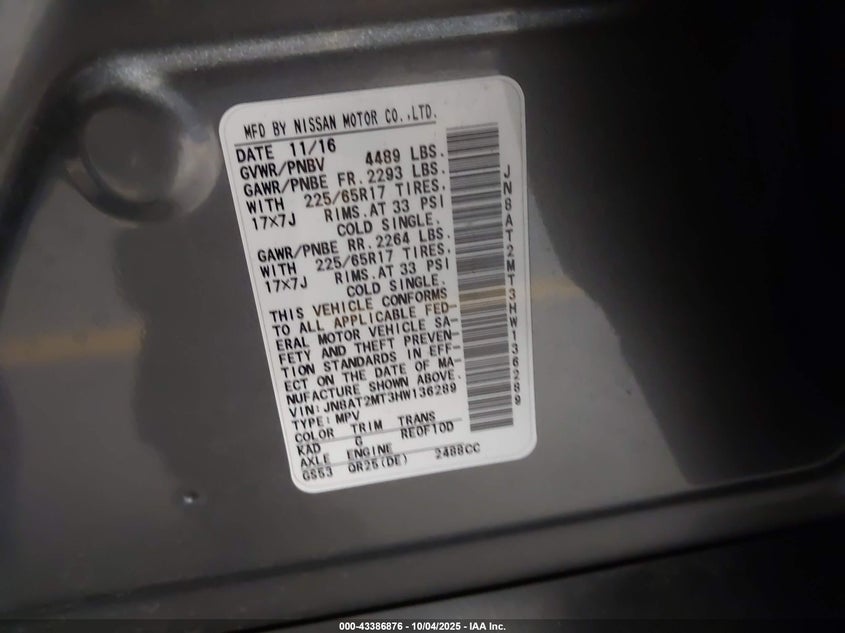 MFD BY NISSAN MOTOR CO.,LTD.
DATE 11/16
GVWR/PNBV 4489 LBS.
GAWR/PNBE FR. 2293 LBS.
WITH 225/65R17 TIRES.
17X7J RIMS.AT 33 PSI
COLD SINGLE.
GAWR/PNBE RR. 2264 LBS.
WITH 225/65R17 TIRES.
17X7J RIMS.AT 33 PSI
COLD SINGLE.
THIS VEHICLE CONFORMS
TO ALL APPLICABLE FED-
ERAL MOTOR VEHICLE SA-
FETY AND THEFT PREVEN-
TION STANDARDS IN EFF-
ECT ON THE DATE OF MA-
NUFACTURE SHOWN ABOVE.
VIN:JN8AT2MT3HW136289
TYPE:MPV
COLOR TRIM TRANS
KAD G RE0F10D
AXLE ENGINE
GS53 QR25(DE) 2488CC
JN8AT2MT3HW136289
000-43386876 - 10/04/2025 - IAA Inc.